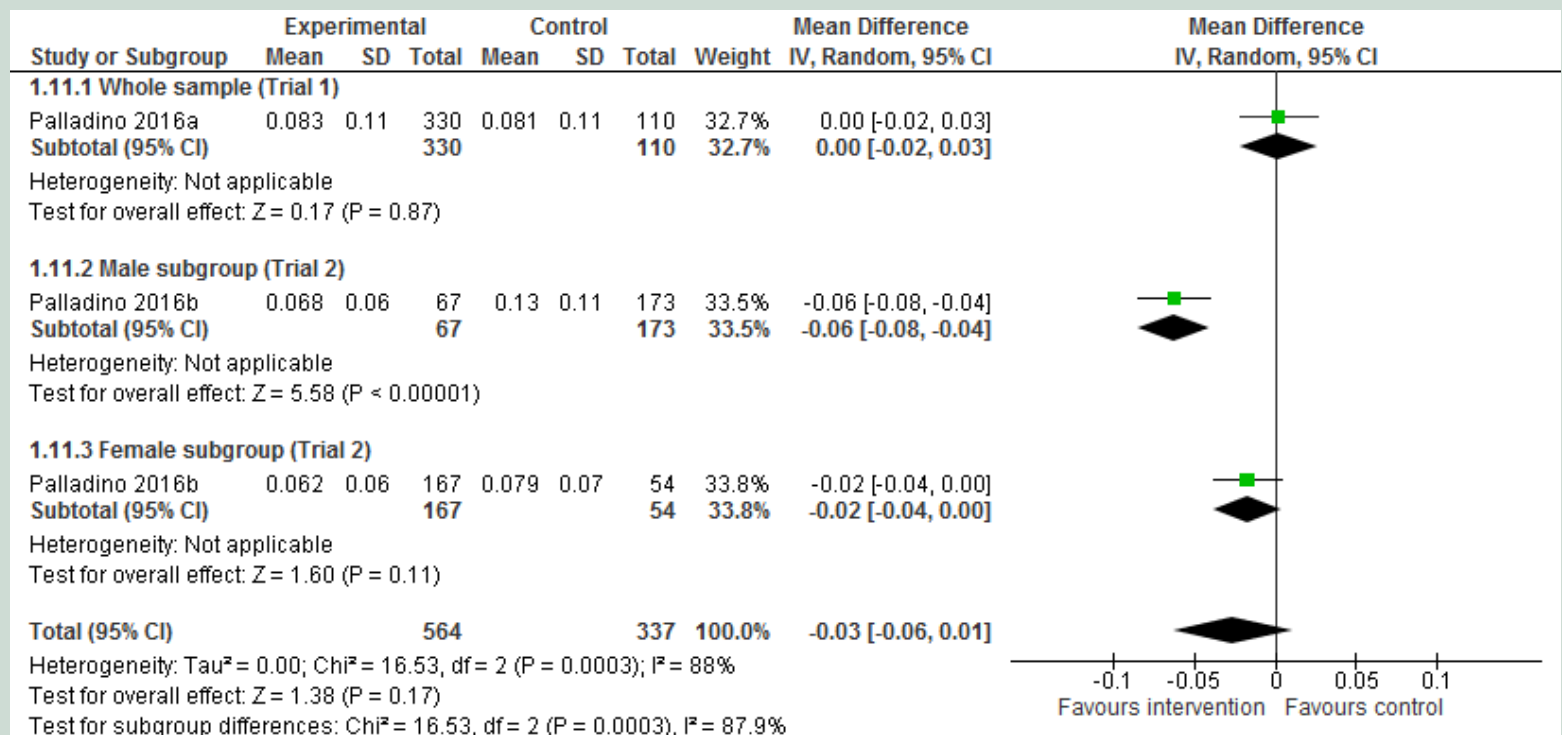 Experimental Control Mean Difference Mean Difference
Study or Subgroup Mean SD Total Mean SD Total Weight IV, Random, 95% CI IV, Random, 95% CI
1.11.1 Whole sample (Trial 1)
Palladino 2016a 0.083 0.11 330 0.081 0.11 110 32.7% 0.00 [-0.02, 0.03]
Subtotal (95% CI) 330 110 32.7% 0.00 [-0.02, 0.03]
Heterogeneity: Not applicable
Test for overall effect: Z = 0.17 (P = 0.87)
1.11.2 Male subgroup (Trial 2)
Palladino 2016b 0.068 0.06 67 0.13 0.11 173 33.5% -0.06 [-0.08, -0.04]
Subtotal (95% CI) 67 173 33.5% -0.06 [-0.08, -0.04]
Heterogeneity: Not applicable
Test for overall effect: Z = 5.58 (P < 0.00001)
1.11.3 Female subgroup (Trial 2)
Palladino 2016b 0.062 0.06 167 0.079 0.07 54 33.8% -0.02 [-0.04, 0.00]
Subtotal (95% CI) 167 54 33.8% -0.02 [-0.04, 0.00]
Heterogeneity: Not applicable
Test for overall effect: Z = 1.60 (P = 0.11)
Total (95% CI) 564 337 100.0% -0.03 [-0.06, 0.01]
Heterogeneity: Tau² = 0.00; Chi² = 16.53, df = 2 (P = 0.0003); I² = 88%
Test for overall effect: Z = 1.38 (P = 0.17)
Test for subgroup differences: Chi² = 16.53, df = 2 (P = 0.0003), I² = 87.9%
-0.1 -0.05 0 0.05 0.1
Favours intervention Favours control